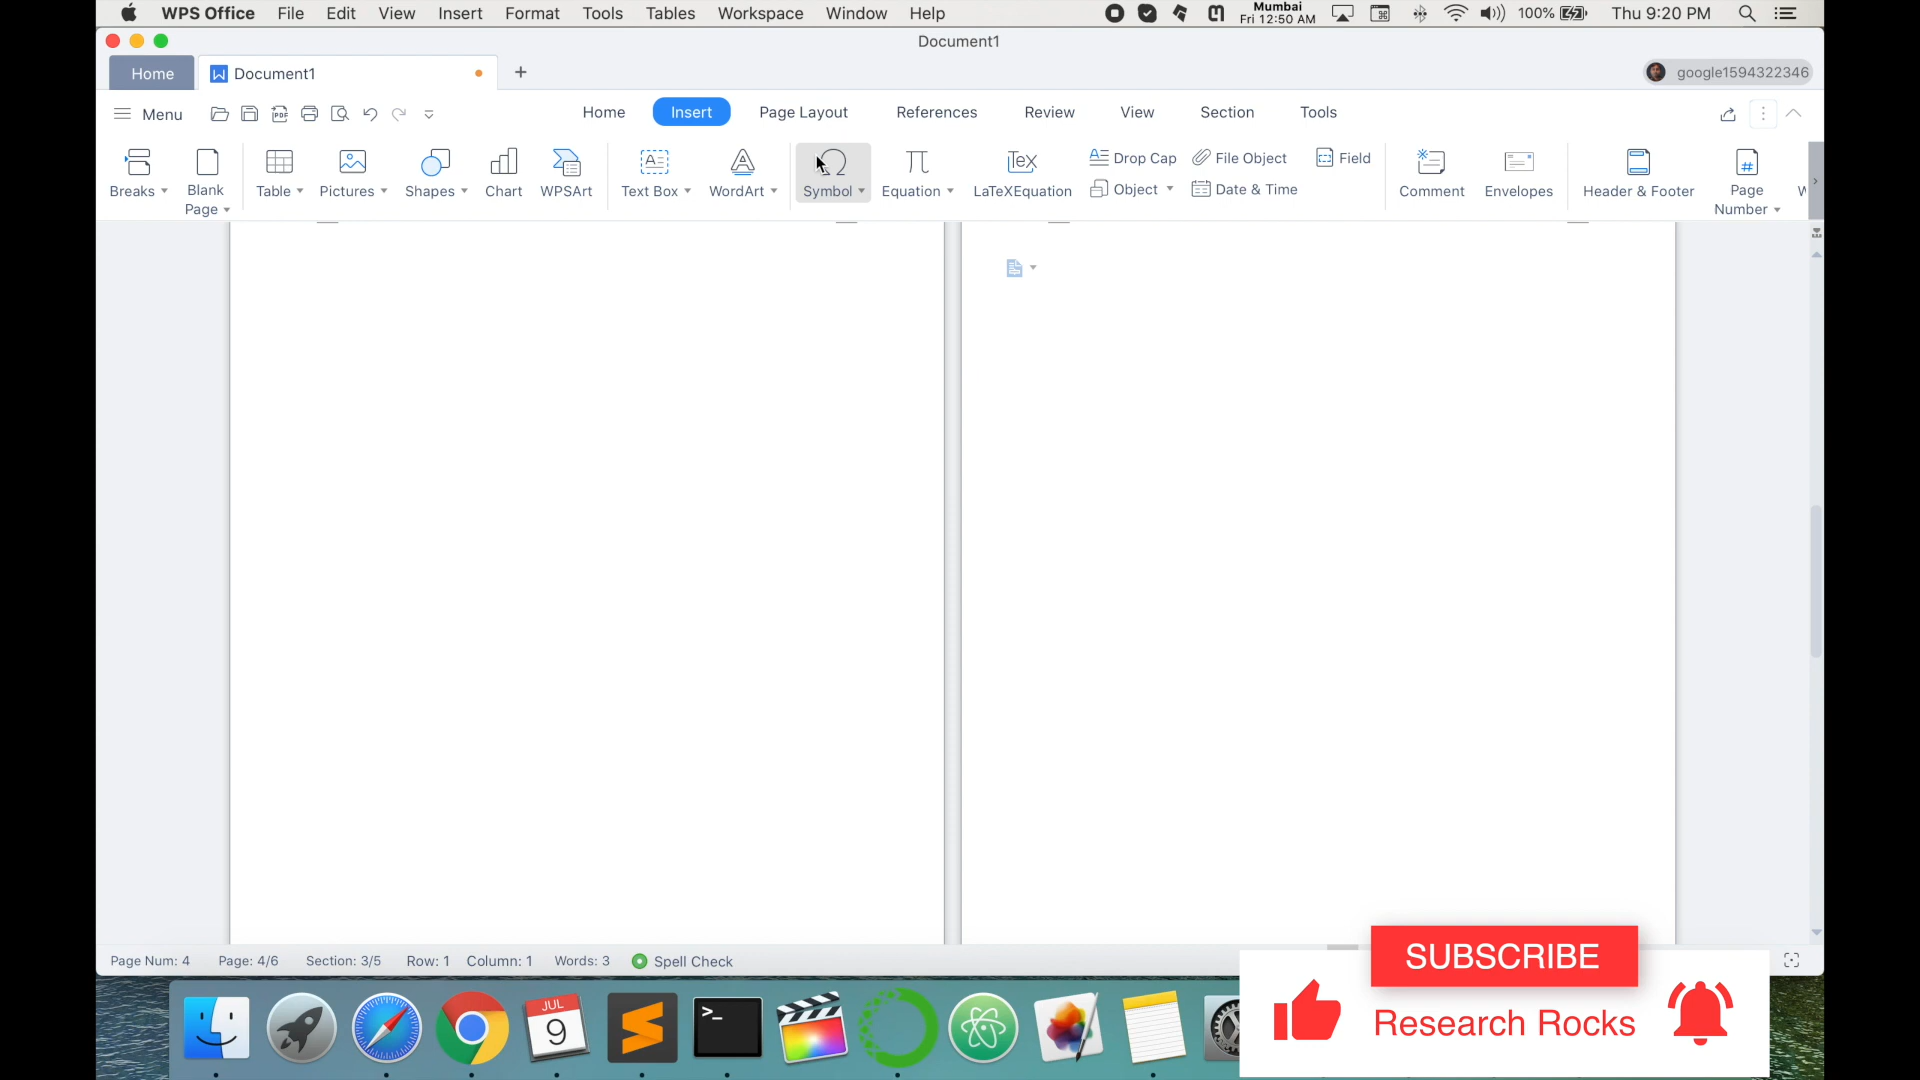 WPS Office File Edit View Insert Format Tools Tables Workspace Window Help Mumbai Fri 12:50 AM 100% Thu 9:20 PM
Document1
Home Document1 + google1594322346
Menu PDF Home Insert Page Layout References Review View Section Tools
Breaks Blank Page Table Pictures Shapes Chart WPSArt Text Box WordArt Symbol Equation LaTeXEquation Drop Cap File Object Field Comment Envelopes Header & Footer Page Number
Object Date & Time
Page Num: 4 Page: 4/6 Section: 3/5 Row: 1 Column: 1 Words: 3 Spell Check
SUBSCRIBE
Research Rocks
JUL
9